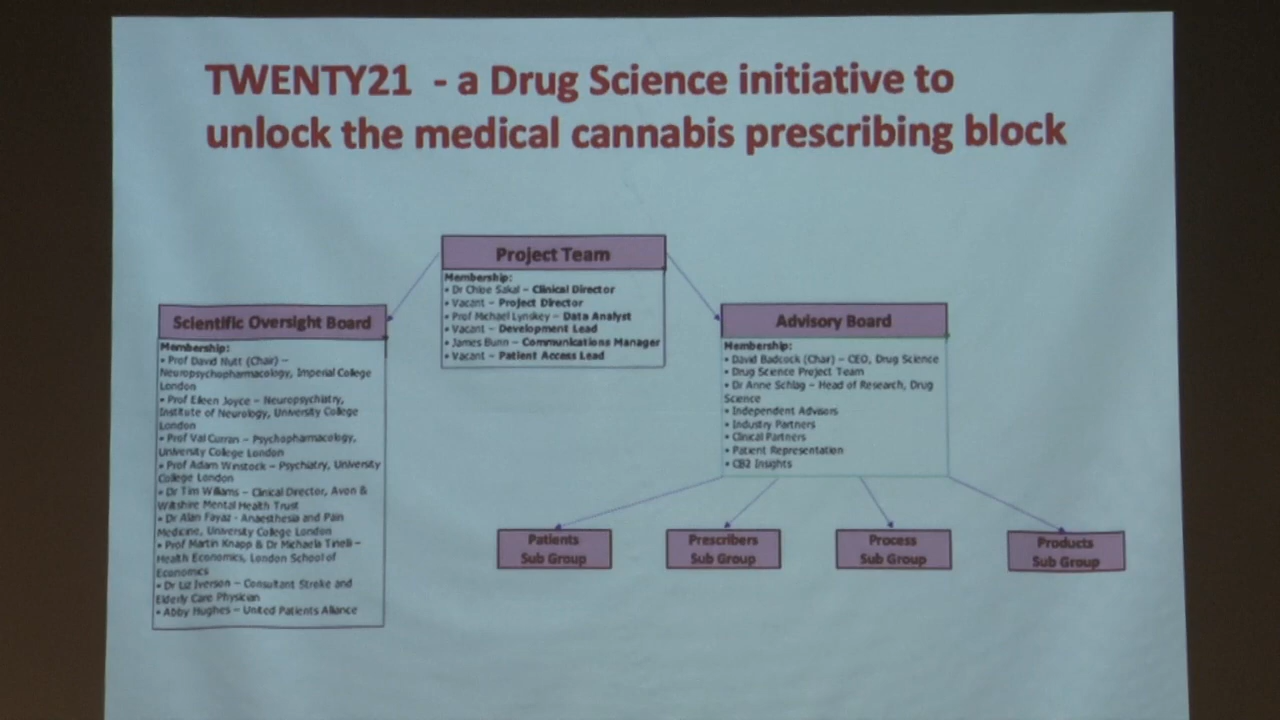 TWENTY21 - a Drug Science initiative to
unlock the medical cannabis prescribing block
Project Team
Membership:
• Dr Chloe Sakal – Clinical Director
• Vacant – Project Director
• Prof Michael Lynskey – Data Analyst
• Vacant – Development Lead
• James Bunn – Communications Manager
• Vacant – Patient Access Lead
Scientific Oversight Board
Membership:
• Prof David Nutt (Chair) –
Neuropsychopharmacology, Imperial College
London
• Prof Eileen Joyce – Neuropsychiatry,
Institute of Neurology, University College
London
• Prof Val Curran – Psychopharmacology,
University College London
• Prof Adam Winstock – Psychiatry, University
College London
• Dr Tim Williams – Clinical Director, Avon &
Wiltshire Mental Health Trust
• Dr Alan Fayaz - Anaesthesia and Pain
Medicine, University College London
• Prof Martin Knapp & Dr Michaela Tinelli –
Health Economics, London School of
Economics
• Dr Liz Iverson – Consultant Stroke and
Elderly Care Physician
• Abby Hughes – United Patients Alliance
Advisory Board
Membership:
• David Badcock (Chair) – CEO, Drug Science
• Drug Science Project Team
• Dr Anne Schlag – Head of Research, Drug
Science
• Independent Advisors
• Industry Partners
• Clinical Partners
• Patient Representation
• CB2 Insights
Patients
Sub Group
Prescribers
Sub Group
Process
Sub Group
Products
Sub Group